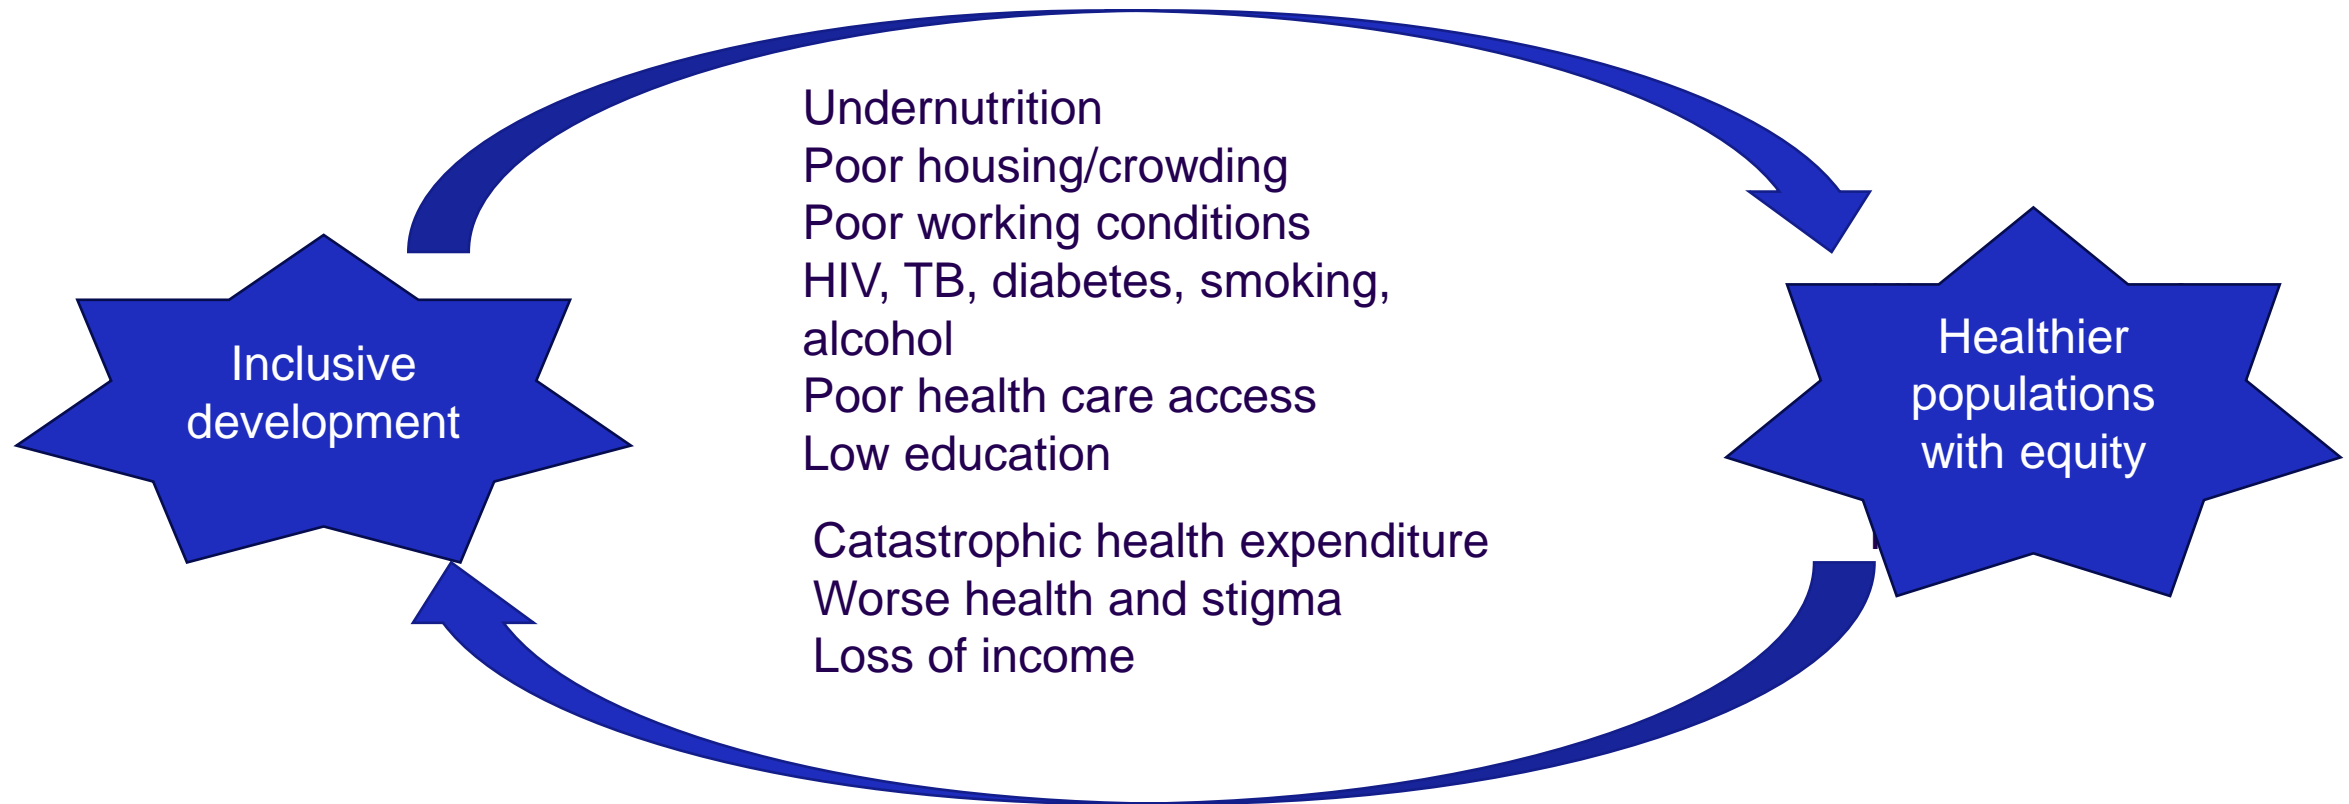 Undernutrition
Poor housing/crowding
Poor working conditions
HIV, TB, diabetes, smoking,
alcohol
Poor health care access
Low education
Inclusive
development
Healthier
populations
with equity
Catastrophic health expenditure
Worse health and stigma
Loss of income